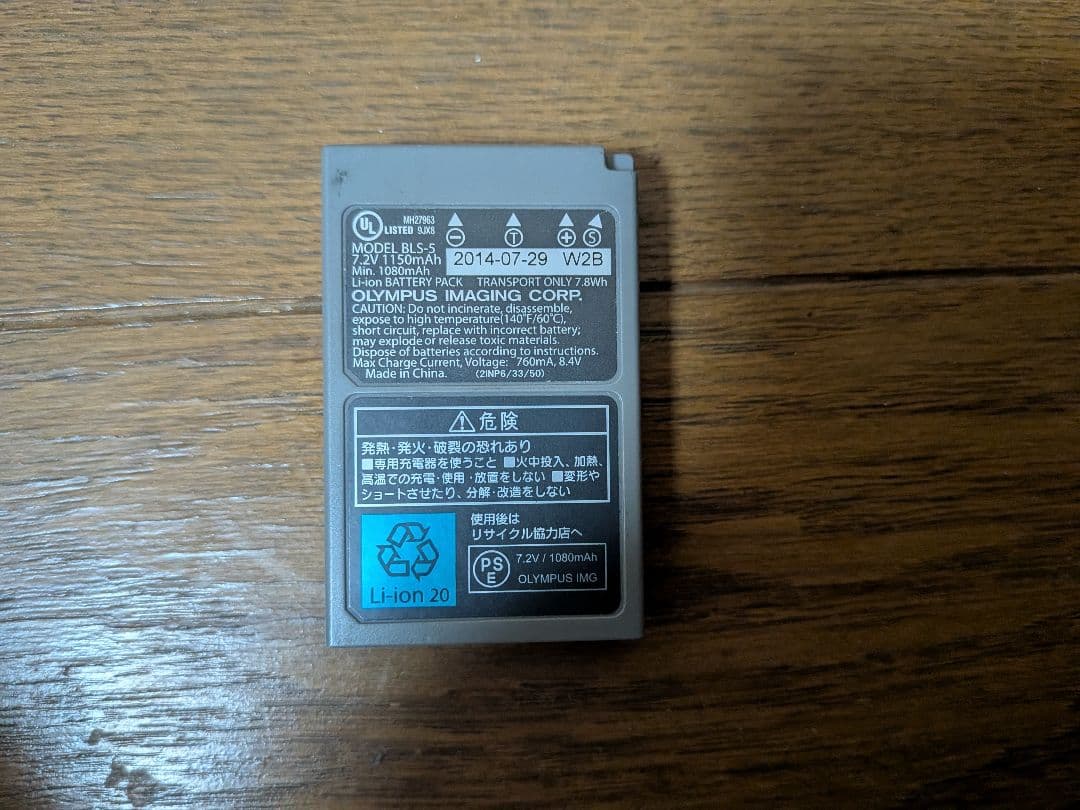 UL LISTED MH27963 9JX8
− T + S
MODEL BLS-5
7.2V 1150mAh
2014-07-29 W2B
Min. 1080mAh
Li-ion BATTERY PACK TRANSPORT ONLY 7.8Wh
OLYMPUS IMAGING CORP.
CAUTION: Do not incinerate, disassemble,
expose to high temperature(140°F/60°C),
short circuit, replace with incorrect battery;
may explode or release toxic materials.
Dispose of batteries according to instructions.
Max Charge Current, Voltage: 760mA, 8.4V
Made in China. (2INP6/33/50)
⚠危険
発熱・発火・破裂の恐れあり
■専用充電器を使うこと ■火中投入、加熱、
高温での充電・使用・放置をしない ■変形や
ショートさせたり、分解・改造をしない
使用後は
リサイクル協力店へ
PSE 7.2V / 1080mAh
OLYMPUS IMG
Li-ion 20